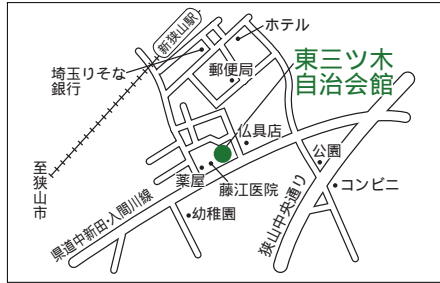 新狭山駅
ホテル
埼玉りそな
銀行
郵便局
東三ツ木
自治会館
仏具店
至狭山市
薬屋
藤江医院
公園
コンビニ
幼稚園
県道中新田・入間川線
狭山中央通り